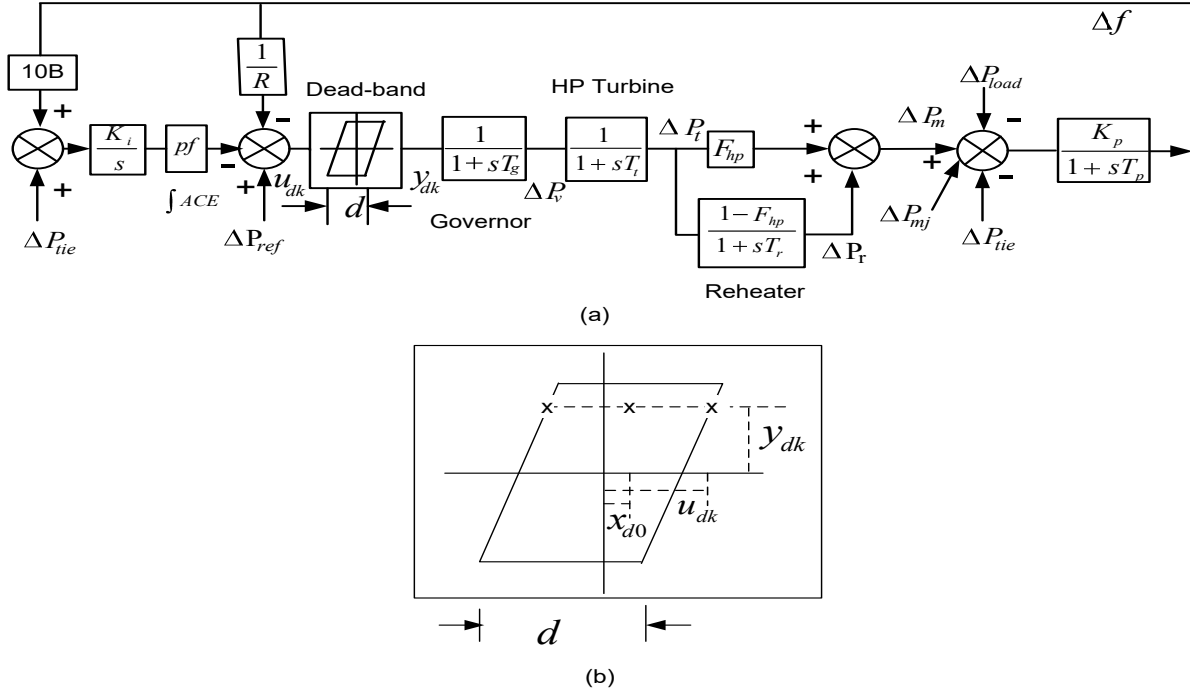 Δf
10B
1/R
+
+
K_i/s
pf
∫ACE
ΔP_tie
−
−
+
u_dk
ΔP_ref
Dead-band
d
y_dk
1/(1 + sT_g)
Governor
ΔP_v
HP Turbine
1/(1 + sT_t)
ΔP_t
F_hp
(1 − F_hp)/(1 + sT_r)
Reheater
ΔP_r
+
+
ΔP_m
ΔP_load
−
+
−
ΔP_mj
ΔP_tie
K_p/(1 + sT_p)
(a)
x x x
y_dk
u_dk
x_d0
d
(b)